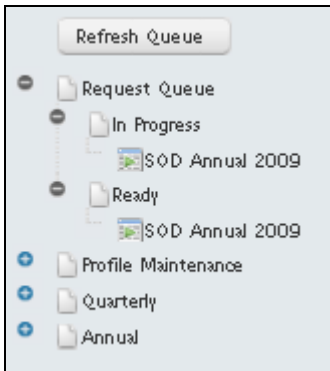 Refresh Queue
Request Queue
In Progress
SOD Annual 2009
Ready
SOD Annual 2009
Profile Maintenance
Quarterly
Annual